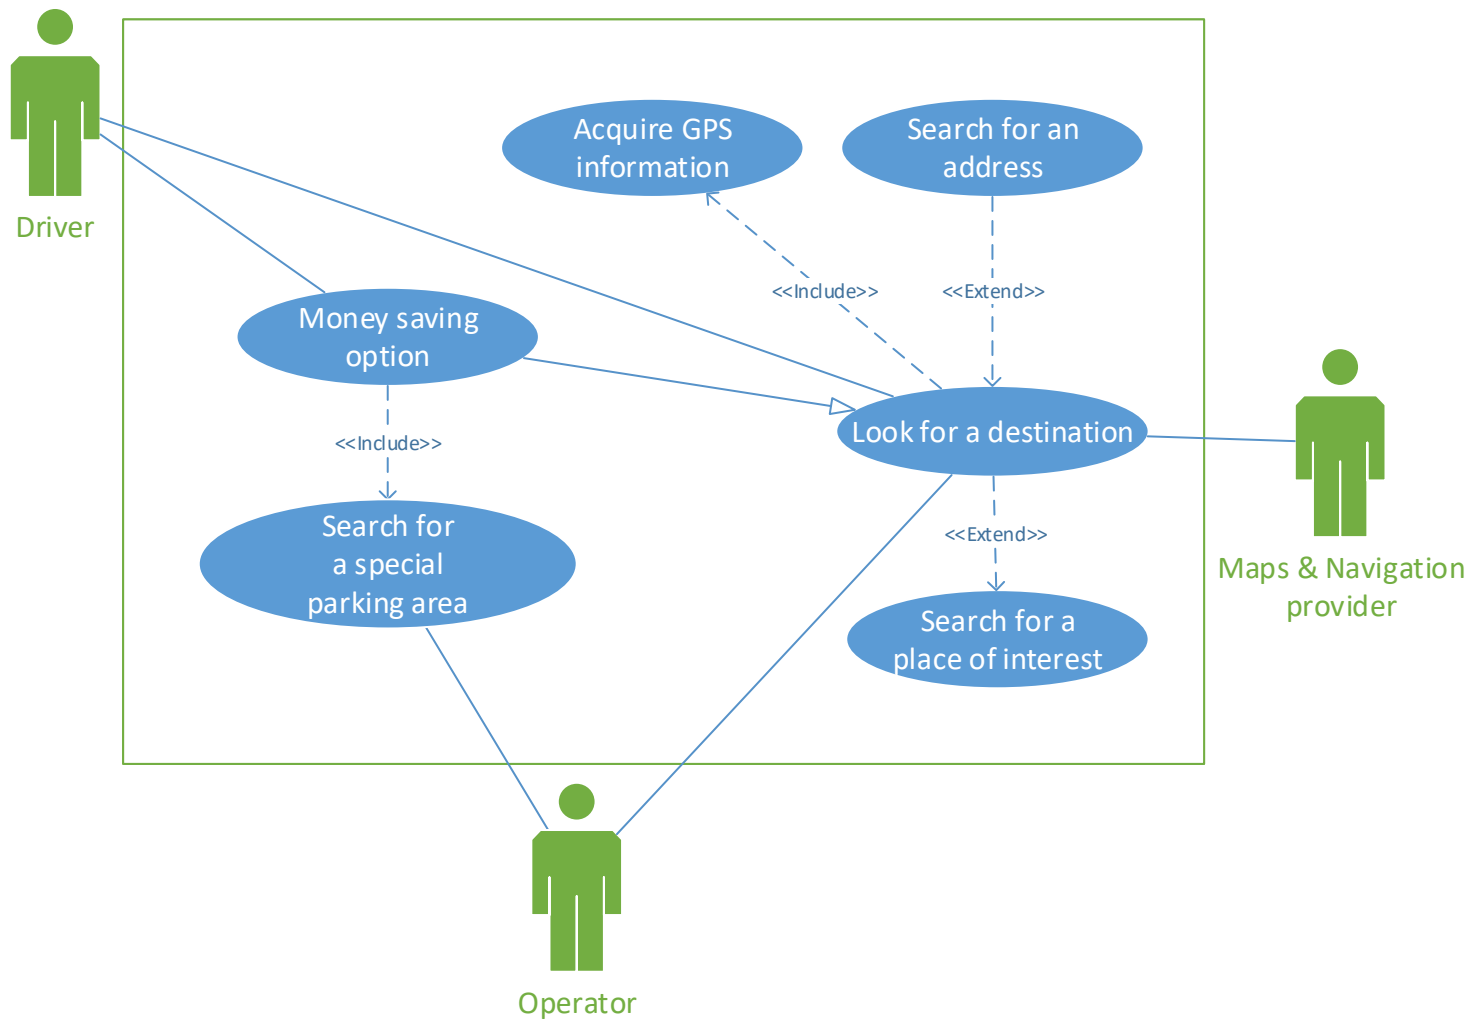 Acquire GPS
information
Search for an
address
Driver
<<Include>>
<<Extend>>
Money saving
option
Look for a destination
<<Include>>
Search for
a special
parking area
<<Extend>>
Maps & Navigation
provider
Search for a
place of interest
Operator